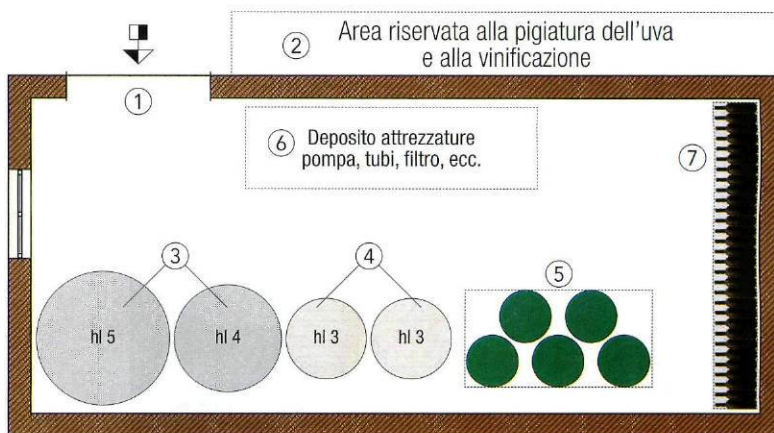 2 Area riservata alla pigiatura dell'uva
e alla vinificazione
1
6 Deposito attrezzature
pompa, tubi, filtro, ecc.
7
3
4
5
hl 5
hl 4
hl 3
hl 3